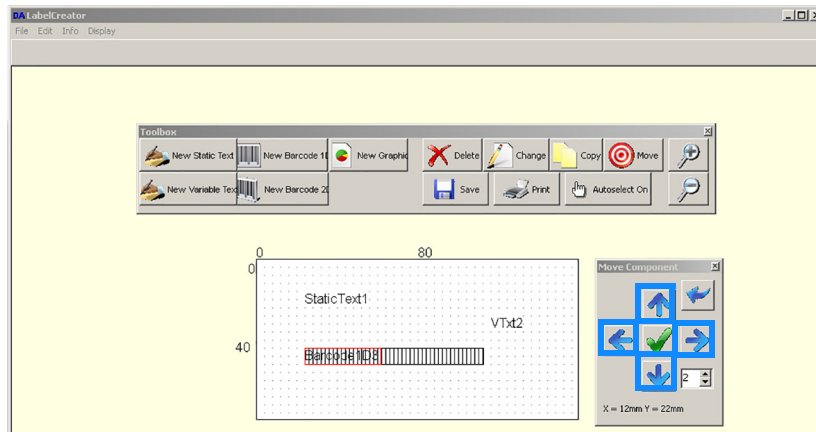 DA LabelCreator
File Edit Info Display
Toolbox
New Static Text New Barcode 1D New Graphic Delete Change Copy Move
New Variable Text New Barcode 2D Save Print Autoselect On
0 80
0
StaticText1
VTxt2
40
Barcode1D3
Move Component
2
X = 12mm Y = 22mm